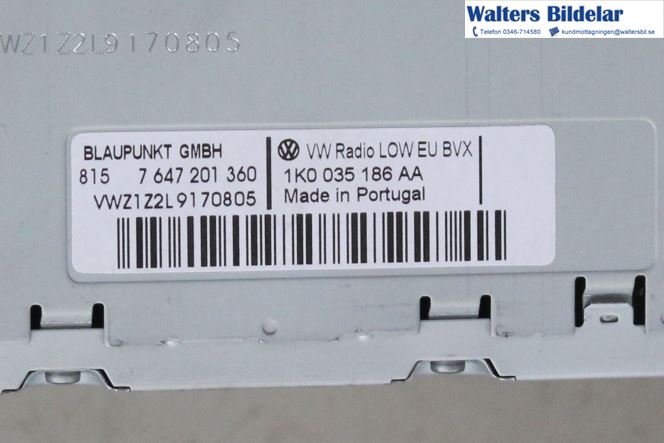 Walters Bildelar
Telefon 0346-714580 kundmottagningen@waltersbil.se
VWZ1Z2L9170805
BLAUPUNKT GMBH
815 7 647 201 360
VWZ1Z2L9170805
VW Radio LOW EU BVX
1K0 035 186 AA
Made in Portugal